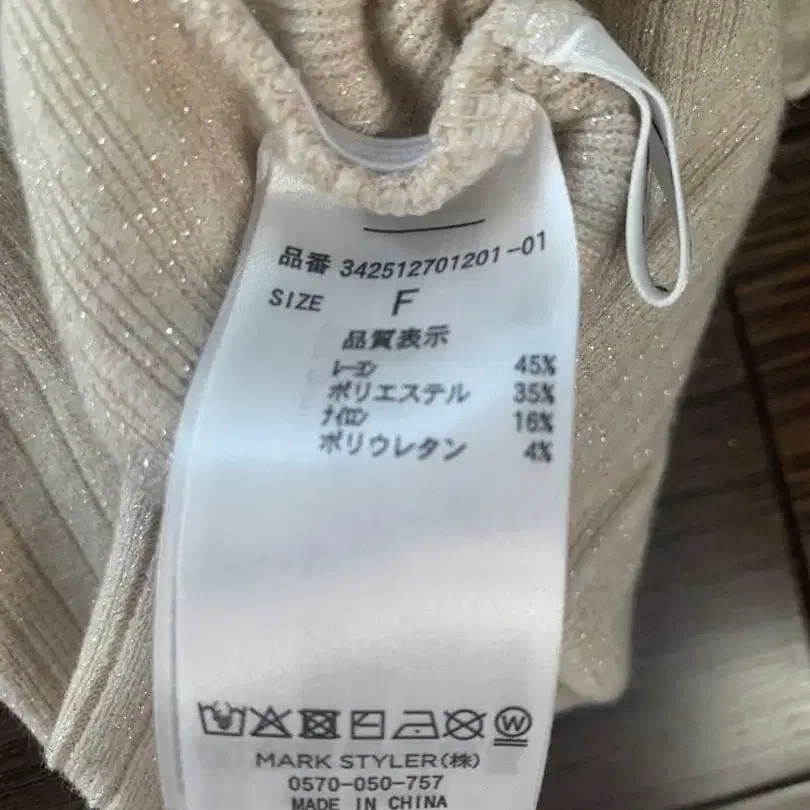 品番 342512701201-01
SIZE F
品質表示
レーヨン 45%
ポリエステル 35%
ナイロン 16%
ポリウレタン 4%
W
MARK STYLER(株)
0570-050-757
MADE IN CHINA